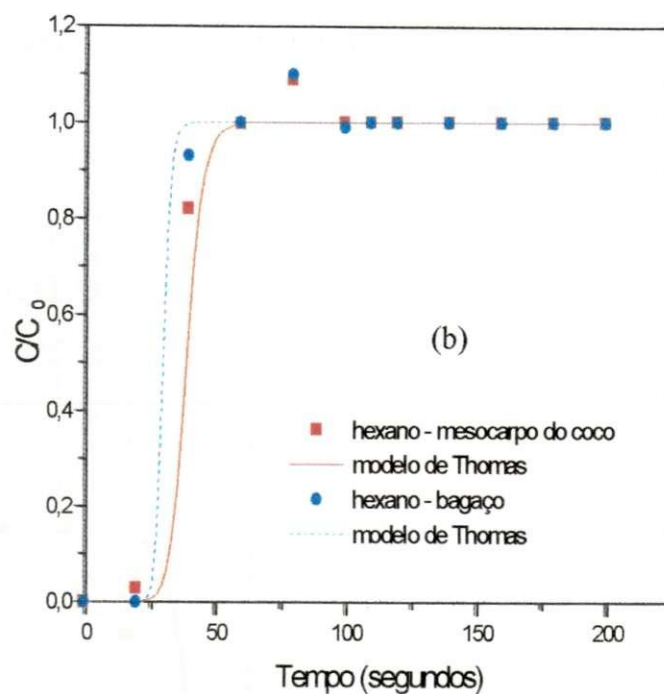 1,2
1,0
0,8
0,6
0,4
0,2
0,0
C/C0
(b)
hexano - mesocarpo do coco
modelo de Thomas
hexano - bagaço
modelo de Thomas
0 50 100 150 200
Tempo (segundos)